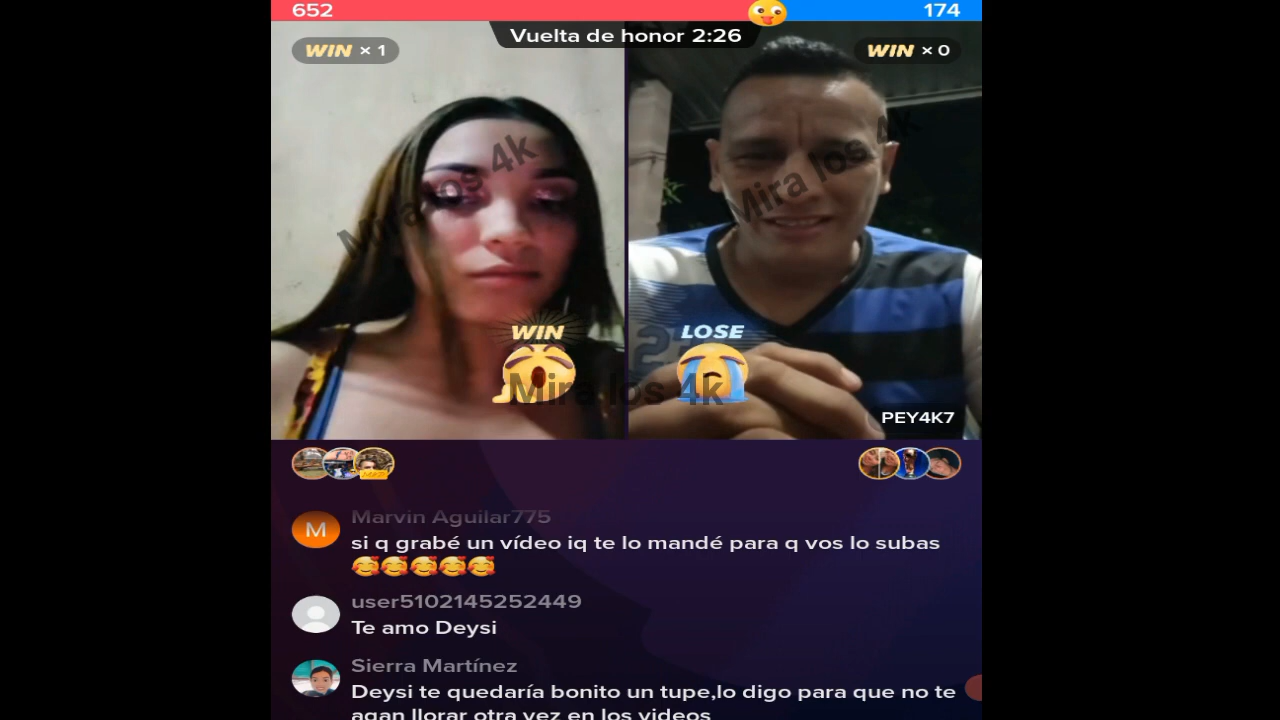 652
174
Vuelta de honor 2:26
WIN × 1
WIN × 0
Mira los 4k
Mira los 4k
WIN
LOSE
Mira los 4k
PEY4K7
Marvin Aguilar775
M
si q grabé un vídeo iq te lo mandé para q vos lo subas
🥰🥰🥰🥰🥰
user5102145252449
Te amo Deysi
Sierra Martínez
Deysi te quedaría bonito un tupe,lo digo para que no te
agan llorar otra vez en los videos